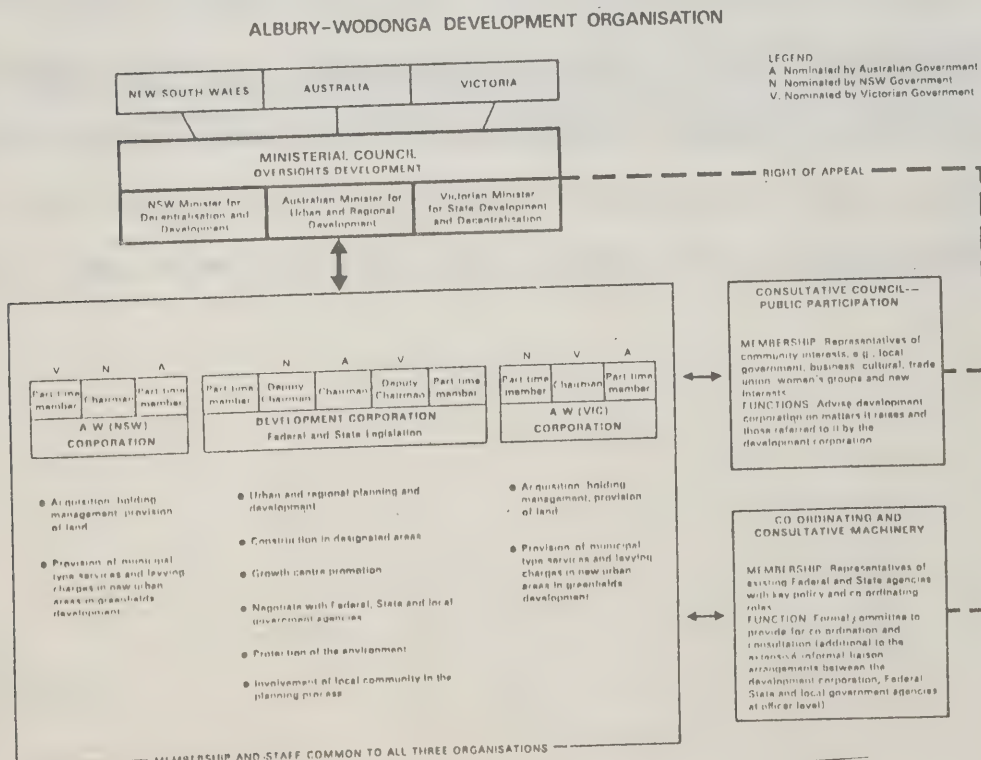 ALBURY-WODONGA DEVELOPMENT ORGANISATION
LEGEND
A Nominated by Australian Government
N Nominated by NSW Government
V. Nominated by Victorian Government
NEW SOUTH WALES
AUSTRALIA
VICTORIA
MINISTERIAL COUNCIL
OVERSIGHTS DEVELOPMENT
NSW Minister for
Decentralisation and
Development
Australian Minister for
Urban and Regional
Development
Victorian Minister
for State Development
and Decentralisation
RIGHT OF APPEAL
V N A
Part time
member
Chairman
Part time
member
A W (NSW)
CORPORATION
N A V
Part time
member
Deputy
Chairman
Chairman
Deputy
Chairman
Part time
member
DEVELOPMENT CORPORATION
Federal and State Legislation
N V A
Part time
member
Chairman
Part time
member
A W (VIC)
CORPORATION
● Acquisition holding
management provision
of land
● Provision of municipal
type services and levying
charges in new urban
areas in greenfields
development
● Urban and regional planning and
development
● Construction in designated areas
● Growth centre promotion
● Negotiate with Federal, State and local
government agencies
● Protection of the environment
● Involvement of local community in the
planning process
● Acquisition holding
management, provision
of land
● Provision of municipal
type services and levying
charges in new urban
areas in greenfields
development
MEMBERSHIP AND STAFF COMMON TO ALL THREE ORGANISATIONS
CONSULTATIVE COUNCIL--
PUBLIC PARTICIPATION
MEMBERSHIP Representatives of
community interests, e.g., local
government, business cultural, trade
union women's groups and new
interests
FUNCTIONS Advise development
corporation on matters it raises and
those referred to it by the
development corporation
CO ORDINATING AND
CONSULTATIVE MACHINERY
MEMBERSHIP Representatives of
existing Federal and State agencies
with key policy and co ordinating
roles
FUNCTION Formal committee to
provide for co ordination and
consultation (additional to the
extensive informal liaison
arrangements between the
development corporation, Federal
State and local government agencies
at officer level)